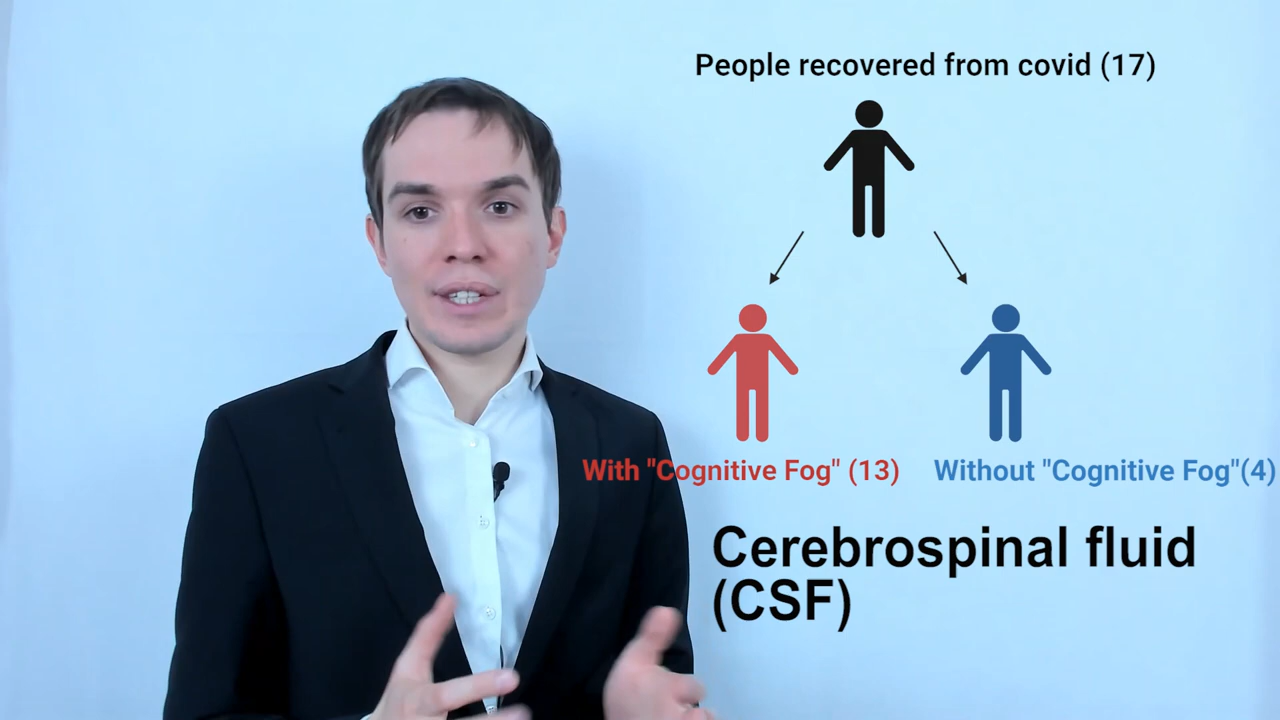 People recovered from covid (17)
With "Cognitive Fog" (13)
Without "Cognitive Fog"(4)
Cerebrospinal fluid
(CSF)